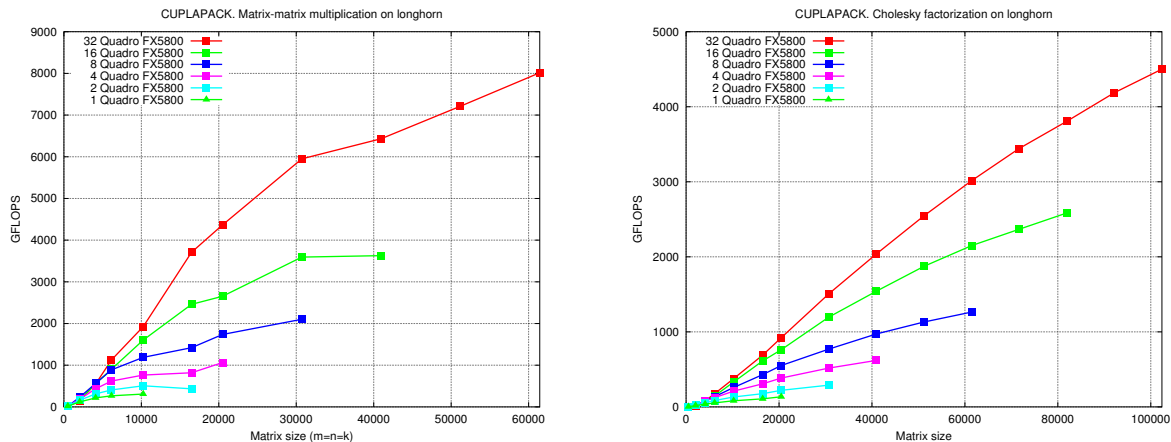 CUPLAPACK. Matrix-matrix multiplication on longhorn
9000
8000
7000
6000
5000
4000
3000
2000
1000
0
GFLOPS
32 Quadro FX5800
16 Quadro FX5800
8 Quadro FX5800
4 Quadro FX5800
2 Quadro FX5800
1 Quadro FX5800
0 10000 20000 30000 40000 50000 60000
Matrix size (m=n=k)
CUPLAPACK. Cholesky factorization on longhorn
5000
4000
3000
2000
1000
0
GFLOPS
32 Quadro FX5800
16 Quadro FX5800
8 Quadro FX5800
4 Quadro FX5800
2 Quadro FX5800
1 Quadro FX5800
0 20000 40000 60000 80000 100000
Matrix size